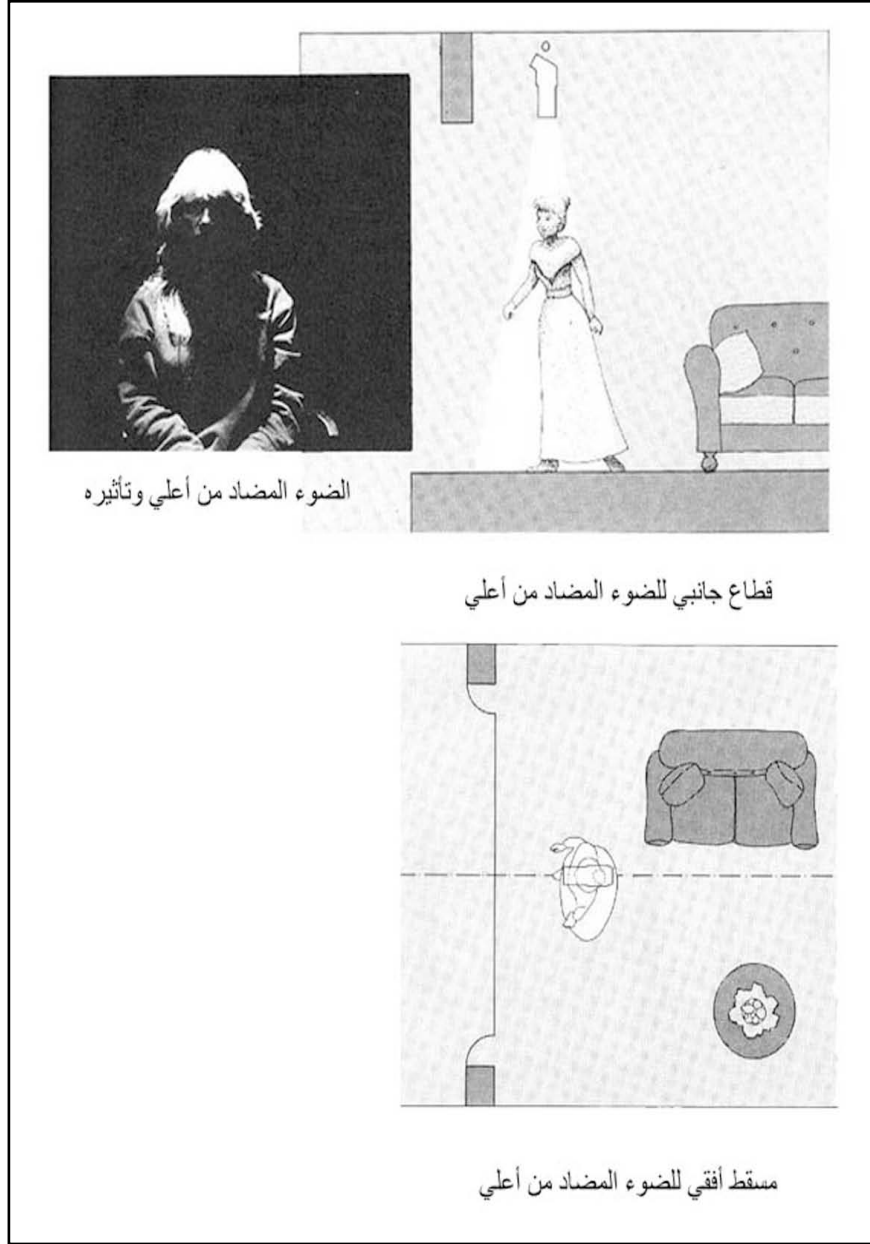 الضوء المضاد من أعلي وتأثيره
قطاع جانبي للضوء المضاد من أعلي
مسقط أفقي للضوء المضاد من أعلي